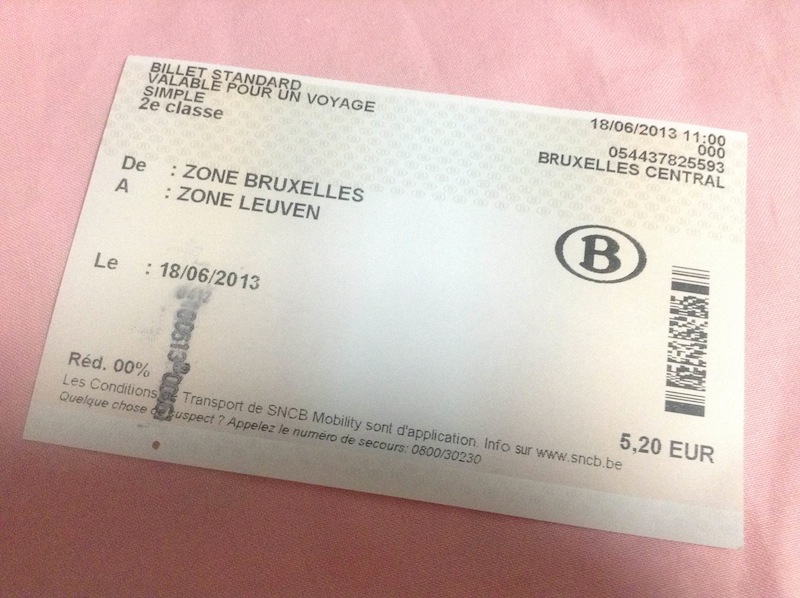 BILLET STANDARD
VALABLE POUR UN VOYAGE
SIMPLE
2e classe
18/06/2013 11:00
000
054437825593
BRUXELLES CENTRAL
De : ZONE BRUXELLES
A : ZONE LEUVEN
B
Le : 18/06/2013
Réd. 00%
Les Conditions Transport de SNCB Mobility sont d'application. Info sur www.sncb.be
Quelque chose suspect ? Appelez le numéro de secours: 0800/30230
5,20 EUR